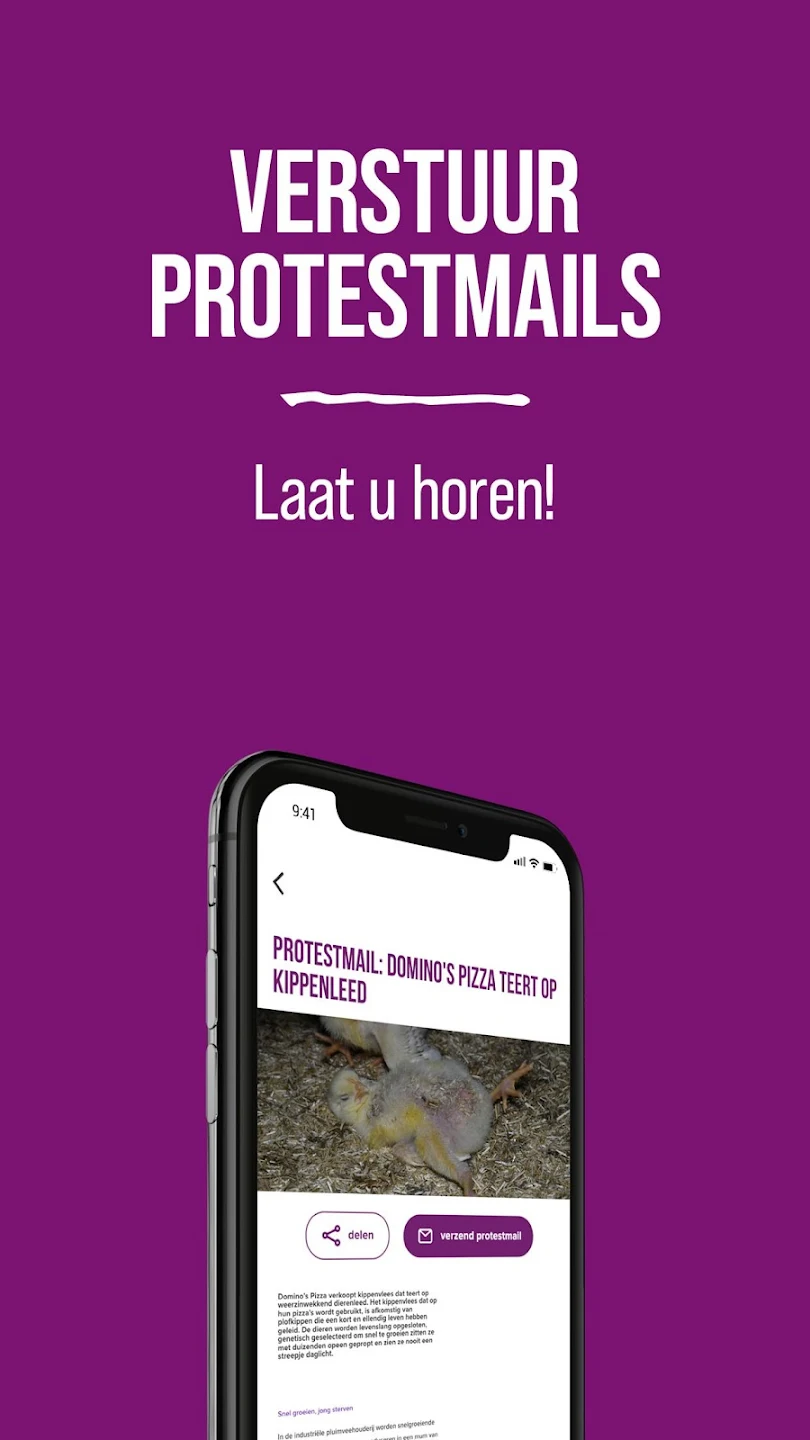 VERSTUUR
PROTESTMAILS
Laat u horen!
9:41
PROTESTMAIL: DOMINO'S PIZZA TEERT OP
KIPPENLEED
delen
verzend protestmail
Domino's Pizza verkoopt kippenvlees dat teert op
weerzinwekkend dierenleed. Het kippenvlees dat op
hun pizza's wordt gebruikt, is afkomstig van
plofkippen die een kort en ellendig leven hebben
geleid. De dieren worden levenslang opgesloten,
genetisch geselecteerd om snel te groeien zitten ze
met duizenden opeen gepropt en zien ze nooit een
streepje daglicht.
Snel groeien, jong sterven
In de industriële pluimveehouderij worden snelgroeiende
in een mum van